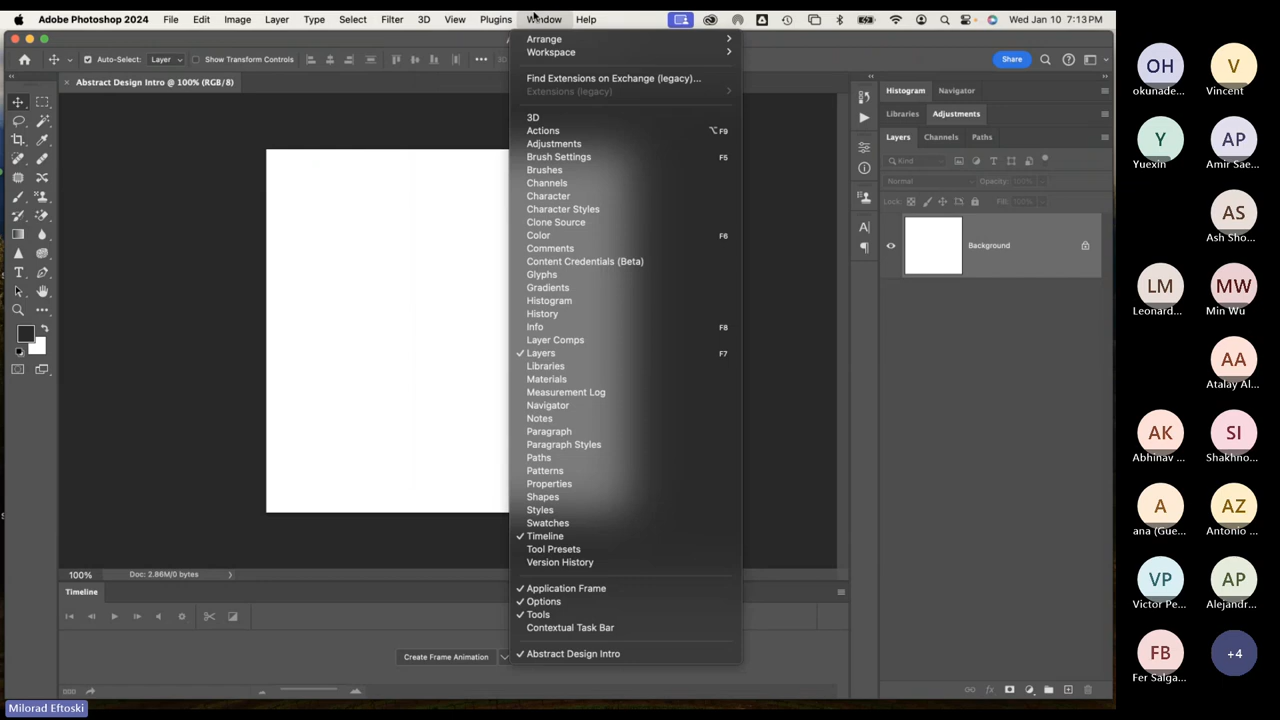 Adobe Photoshop 2024 File Edit Image Layer Type Select Filter 3D View Plugins Window Help Wed Jan 10 7:13 PM
Auto-Select: Layer Show Transform Controls Share
Abstract Design Intro @ 100% (RGB/8)
Arrange
Workspace
Find Extensions on Exchange (legacy)...
Extensions (legacy)
3D
Actions ⌥F9
Adjustments
Brush Settings F5
Brushes
Channels
Character
Character Styles
Clone Source
Color F6
Comments
Content Credentials (Beta)
Glyphs
Gradients
Histogram
History
Info F8
Layer Comps
Layers F7
Libraries
Materials
Measurement Log
Navigator
Notes
Paragraph
Paragraph Styles
Paths
Patterns
Properties
Shapes
Styles
Swatches
Timeline
Tool Presets
Version History
Application Frame
Options
Tools
Contextual Task Bar
Abstract Design Intro
Histogram Navigator
Libraries Adjustments
Layers Channels Paths
Kind
Normal Opacity: 100%
Lock: Fill: 100%
Background
100% Doc: 2.86M/0 bytes
Timeline
Create Frame Animation
Milorad Eftoski
OH V
okunade... Vincent
Y AP
Yuexin Amir Sae...
AS
Ash Sho...
LM MW
Leonard... Min Wu
AA
Atalay Al...
AK SI
Abhinav ... Shakhno...
A AZ
ana (Gue... Antonio ...
VP AP
Victor Pe... Alejandr...
FB +4
Fer Salga...